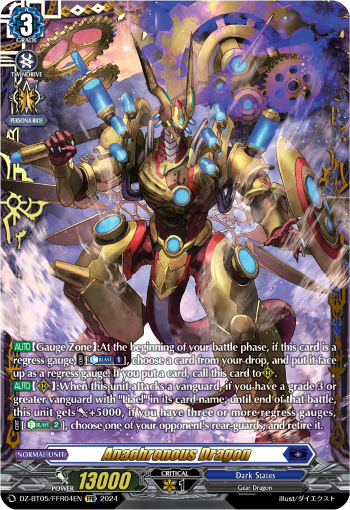 3
GRADE
TWINDRIVE
PERSONA RIDE
AUTO [Gauge Zone]:At the beginning of your battle phase, if this card is a
regress gauge, [C BLAST 1], choose a card from your drop, and put it face
up as a regress gauge. If you put a card, call this card to R.
AUTO R:When this unit attacks a vanguard, if you have a grade 3 or
greater vanguard with "Liael" in its card name, until end of that battle,
this unit gets +5000, if you have three or more regress gauges,
[E BLAST 2], choose one of your opponent's rear-guards, and retire it.
NORMAL UNIT
Anachronous Dragon
POWER 13000
CRITICAL
1
Dark States
Gear Dragon
DZ-BT05/FFR04EN FFR 2024
illust/ダイエクスト